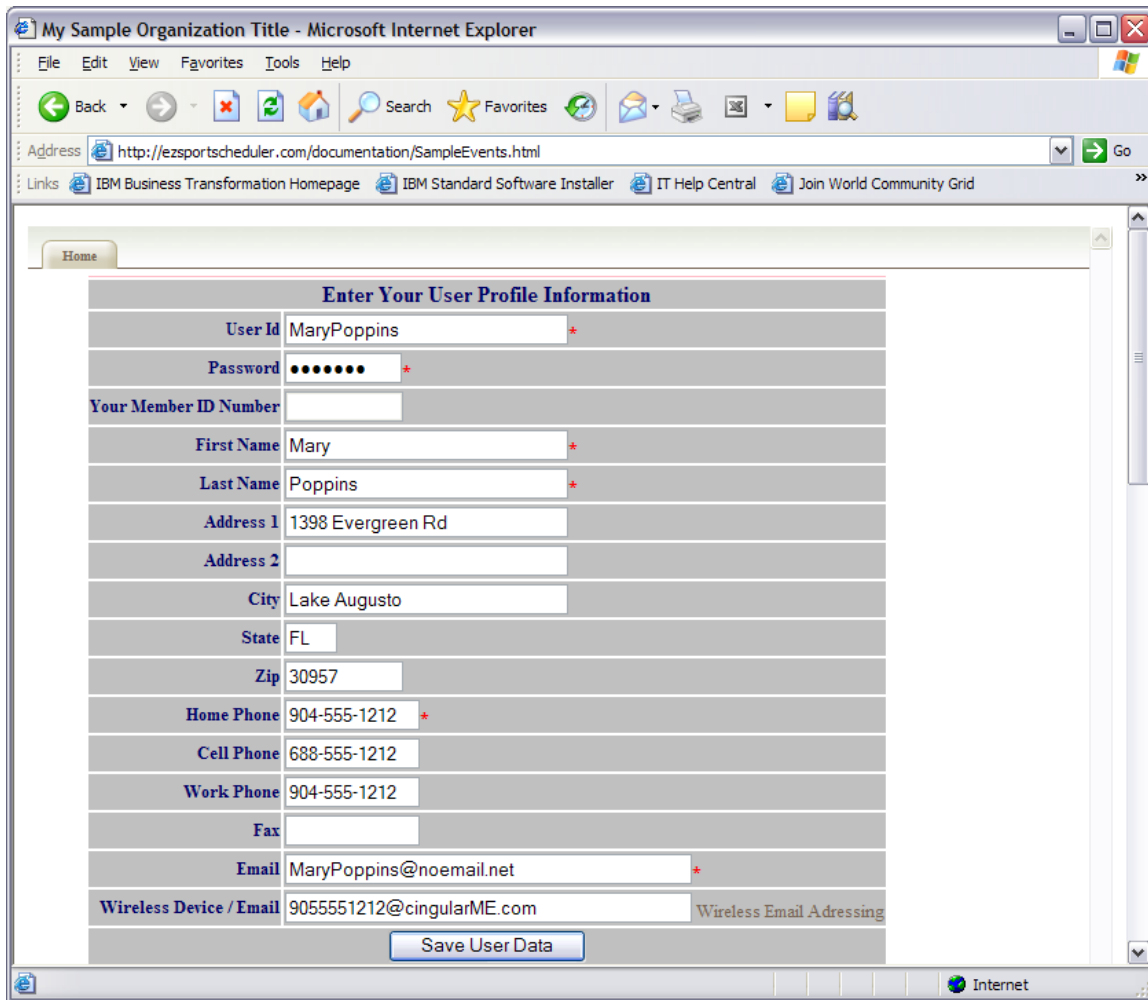 My Sample Organization Title - Microsoft Internet Explorer
File Edit View Favorites Tools Help
Back Search Favorites
Address http://ezsportscheduler.com/documentation/SampleEvents.html Go
Links IBM Business Transformation Homepage IBM Standard Software Installer IT Help Central Join World Community Grid »
Home
Enter Your User Profile Information
User Id MaryPoppins *
Password ●●●●●●● *
Your Member ID Number
First Name Mary *
Last Name Poppins *
Address 1 1398 Evergreen Rd
Address 2
City Lake Augusto
State FL
Zip 30957
Home Phone 904-555-1212 *
Cell Phone 688-555-1212
Work Phone 904-555-1212
Fax
Email MaryPoppins@noemail.net *
Wireless Device / Email 9055551212@cingularME.com Wireless Email Adressing
Save User Data
Internet